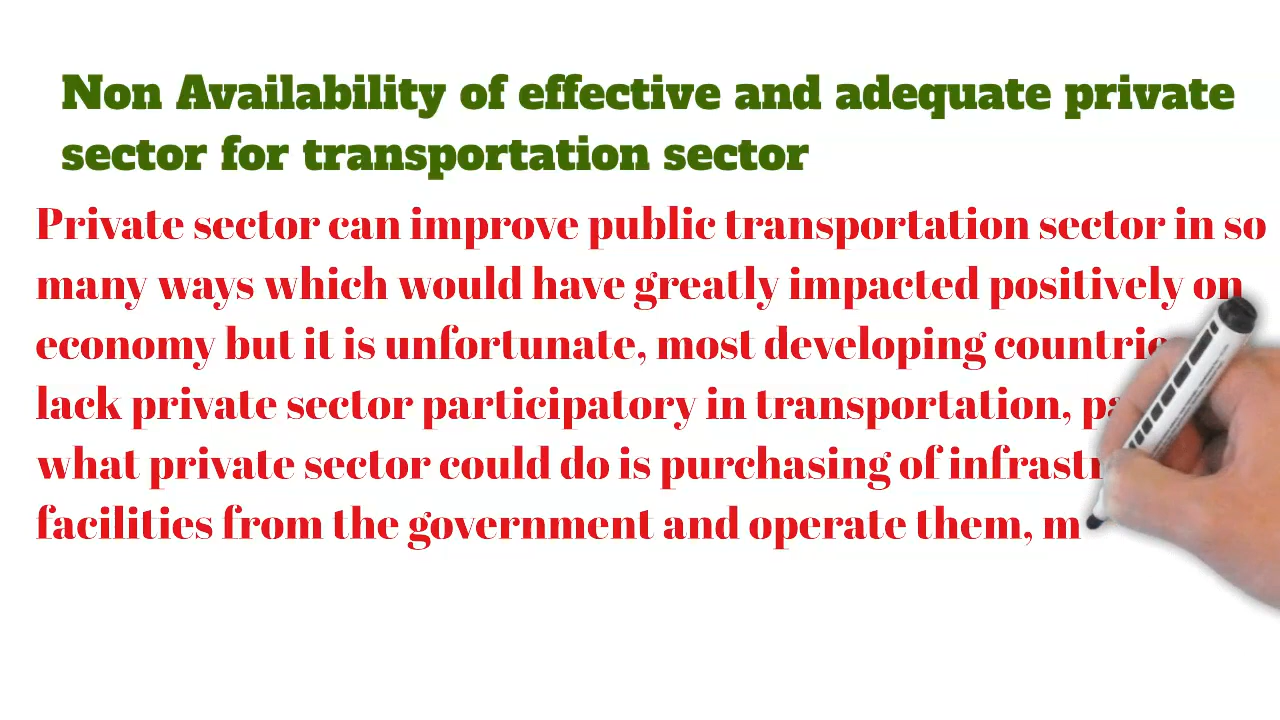 Non Availability of effective and adequate private
sector for transportation sector
Private sector can improve public transportation sector in so
many ways which would have greatly impacted positively on
economy but it is unfortunate, most developing
lack private sector participatory in transportation,
what private sector could do is purchasing of
facilities from the government and operate them,